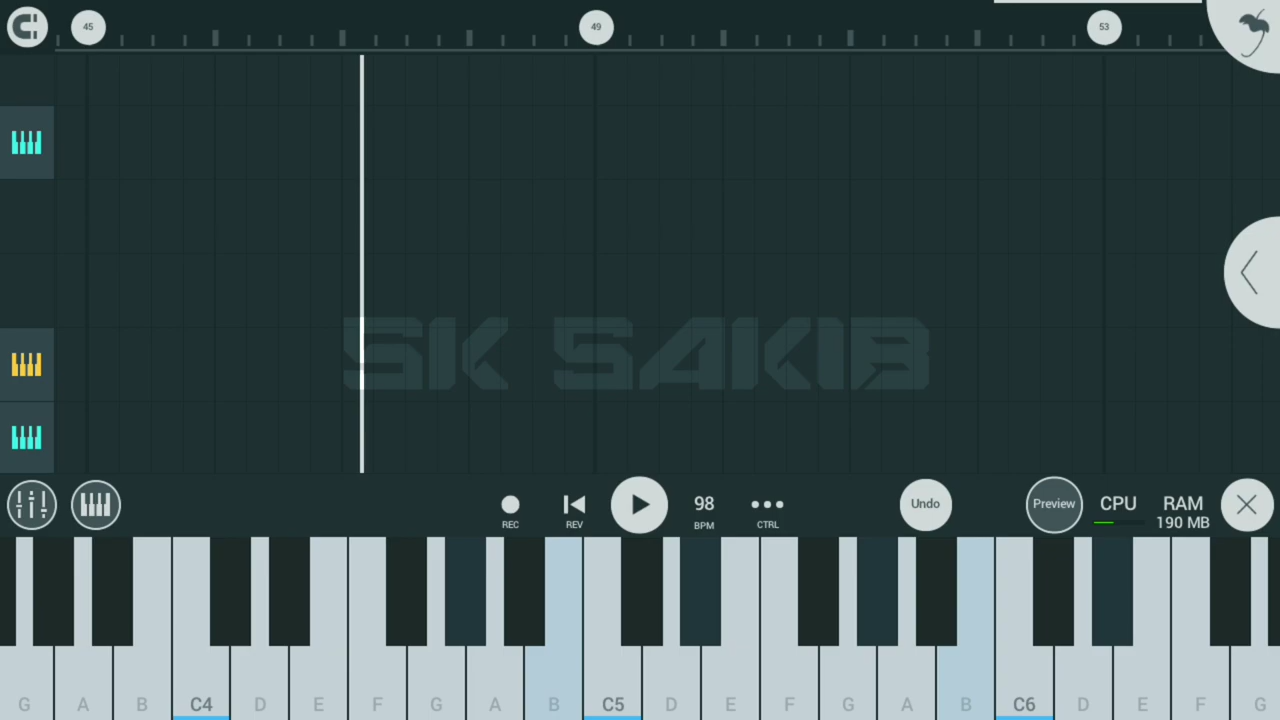 45 49 53
SK SAKIB
REC REV 98 BPM CTRL Undo Preview CPU RAM 190 MB
G A B C4 D E F G A B C5 D E F G A B C6 D E F G